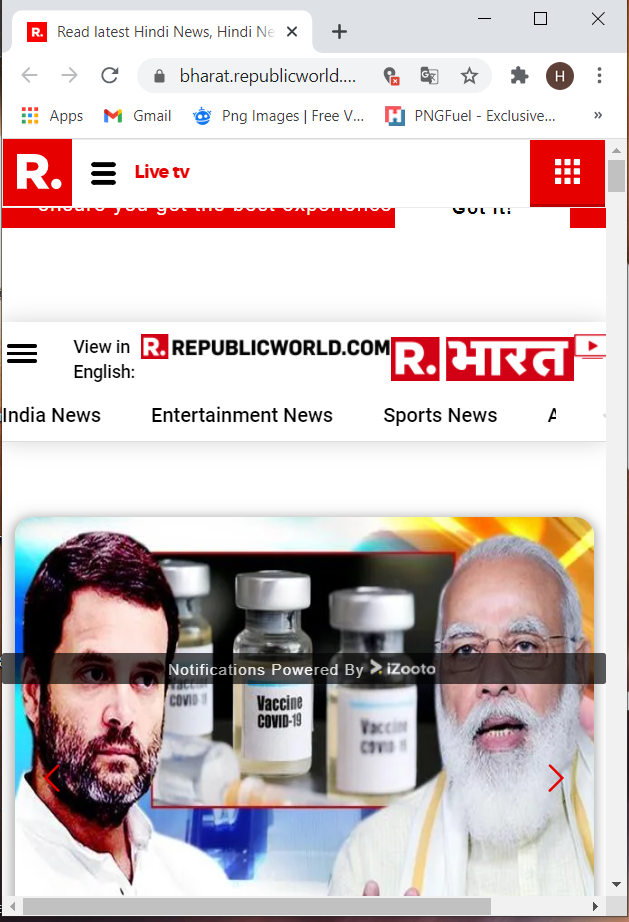 R. Read latest Hindi News, Hindi Ne
bharat.republicworld.... H
Apps Gmail Png Images | Free V... PNGFuel - Exclusive... »
R. Live tv
ensure you get the best experience Got it!
View in English: R. REPUBLICWORLD.COM R. भारत
India News Entertainment News Sports News A
Notifications Powered By iZooto
Vaccine Vaccine Vaccine
COVID-19 COVID-19 COVID-19